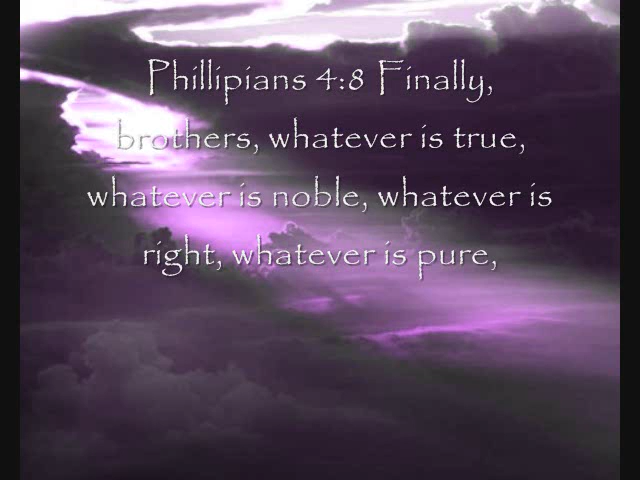 Phillipians 4:8 Finally,
brothers, whatever is true,
whatever is noble, whatever is
right, whatever is pure,